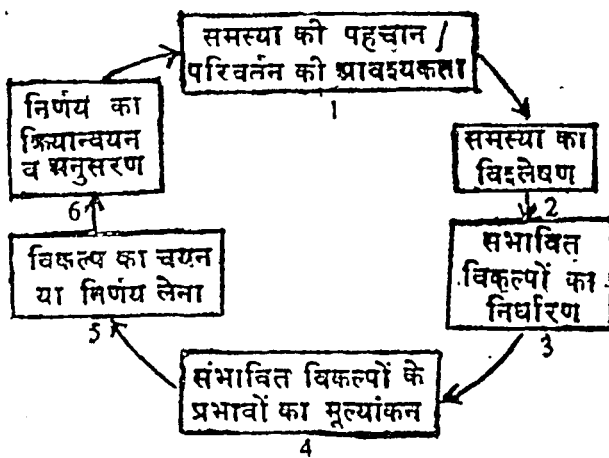 समस्या की पहचान /
परिवर्तन की आवश्यकता
1
समस्या का
विश्लेषण
2
सभावित
विकल्पों का
निर्धारण
3
संभावित विकल्पों के
प्रभावों का मूल्यांकन
4
विकल्प का चयन
या निर्णय लेना
5
निर्णय का
क्रियान्वयन
व अनुसरण
6